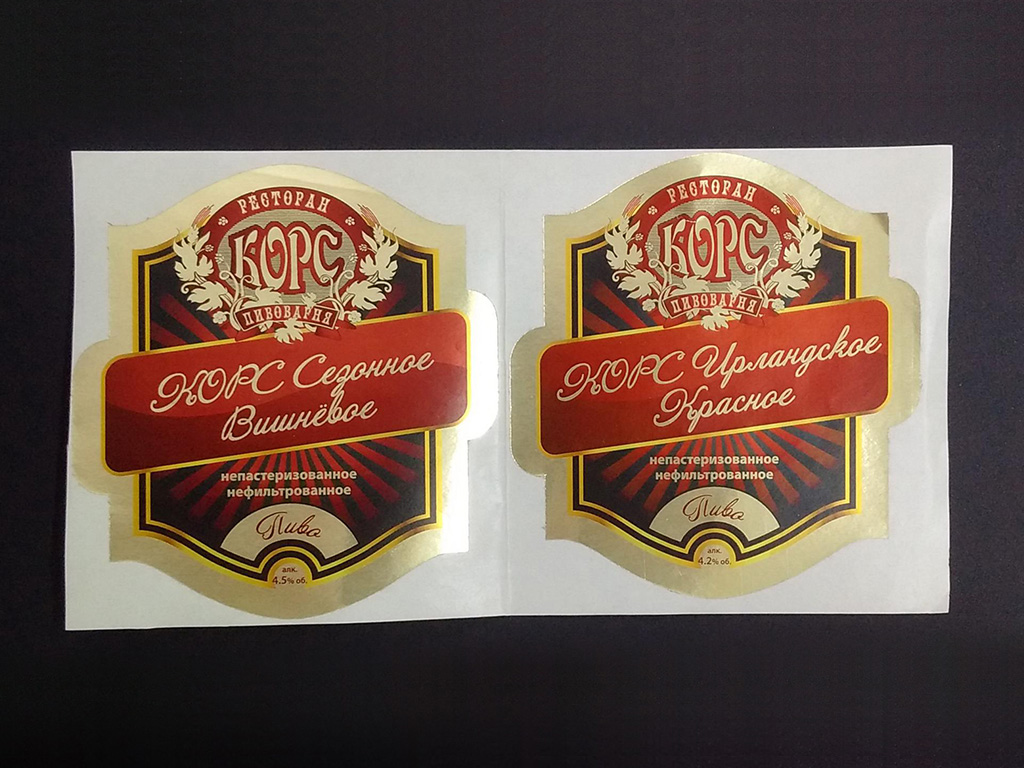 РЕСТОРАН
КОРС
ПИВОВАРНЯ
КОРС Сезонное
Вишнёвое
непастеризованное
нефильтрованное
Пиво
алк.
4.5% об.
РЕСТОРАН
КОРС
ПИВОВАРНЯ
КОРС Ирландское
Красное
непастеризованное
нефильтрованное
Пиво
алк.
4.2% об.